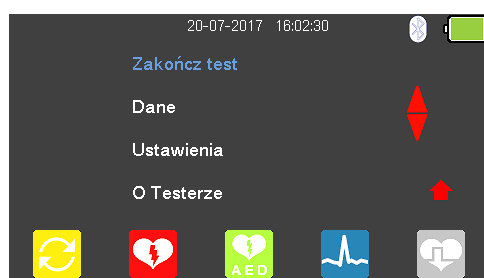 20-07-2017 16:02:30
Zakończ test
Dane
Ustawienia
O Testerze
AED